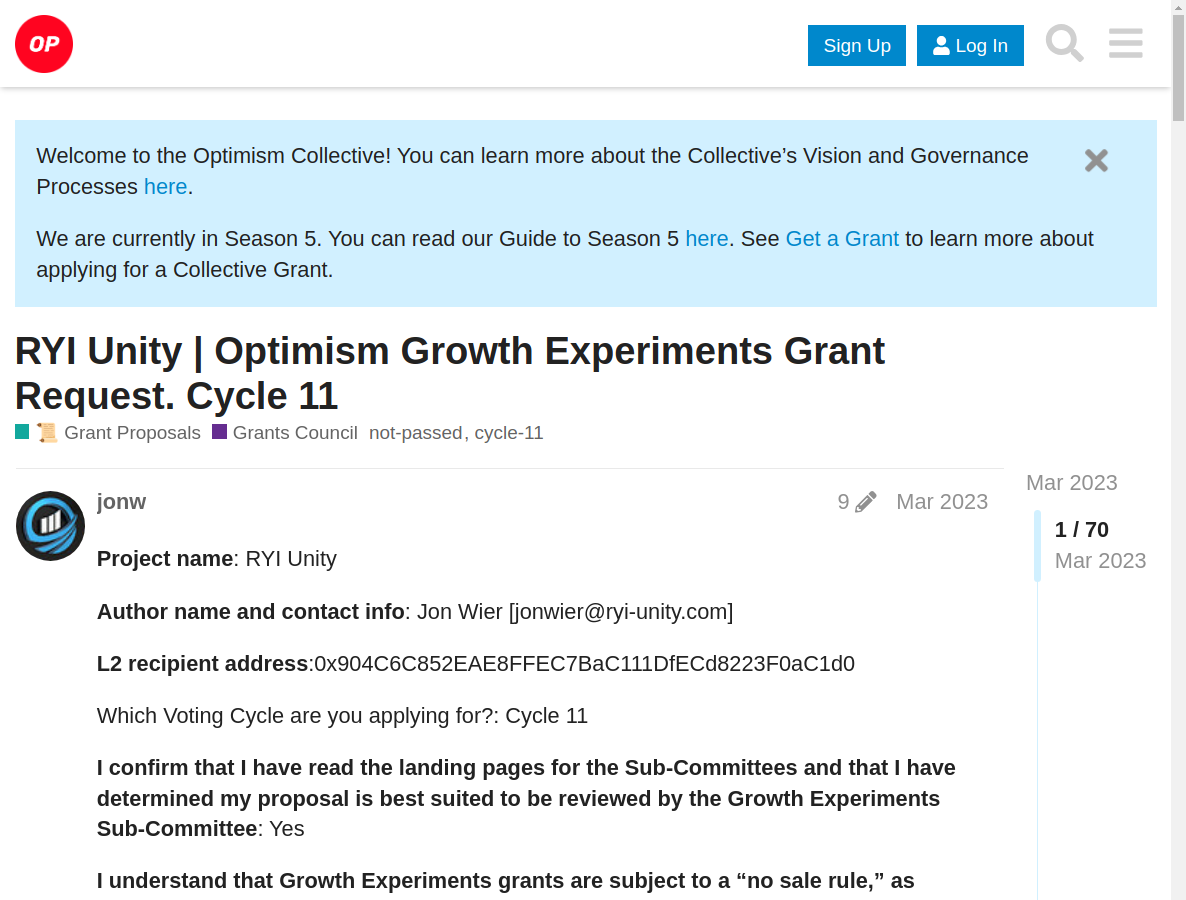 OP
Sign Up
Log In
Welcome to the Optimism Collective! You can learn more about the Collective’s Vision and Governance
Processes here.
We are currently in Season 5. You can read our Guide to Season 5 here. See Get a Grant to learn more about
applying for a Collective Grant.
RYI Unity | Optimism Growth Experiments Grant
Request. Cycle 11
📜 Grant Proposals Grants Council not-passed, cycle-11
Mar 2023
jonw 9 Mar 2023
1 / 70
Mar 2023
Project name: RYI Unity
Author name and contact info: Jon Wier [jonwier@ryi-unity.com]
L2 recipient address:0x904C6C852EAE8FFEC7BaC111DfECd8223F0aC1d0
Which Voting Cycle are you applying for?: Cycle 11
I confirm that I have read the landing pages for the Sub-Committees and that I have
determined my proposal is best suited to be reviewed by the Growth Experiments
Sub-Committee: Yes
I understand that Growth Experiments grants are subject to a “no sale rule,” as